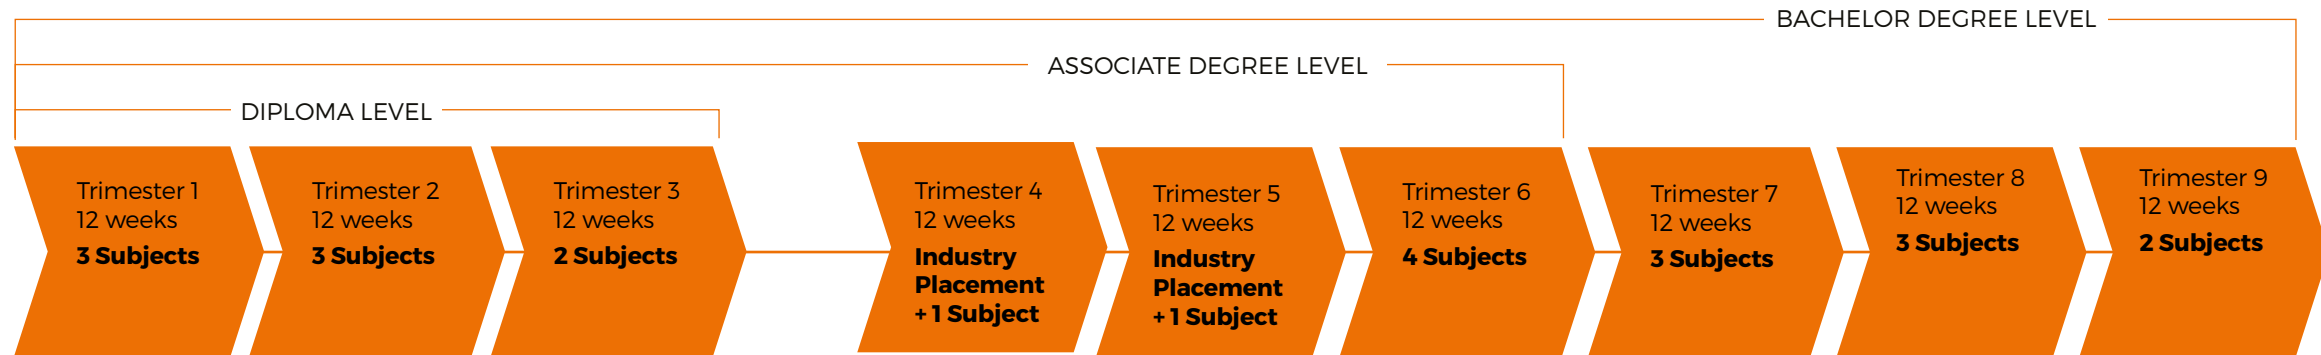 BACHELOR DEGREE LEVEL
ASSOCIATE DEGREE LEVEL
DIPLOMA LEVEL
Trimester 1
12 weeks
3 Subjects
Trimester 2
12 weeks
3 Subjects
Trimester 3
12 weeks
2 Subjects
Trimester 4
12 weeks
Industry
Placement
+ 1 Subject
Trimester 5
12 weeks
Industry
Placement
+ 1 Subject
Trimester 6
12 weeks
4 Subjects
Trimester 7
12 weeks
3 Subjects
Trimester 8
12 weeks
3 Subjects
Trimester 9
12 weeks
2 Subjects